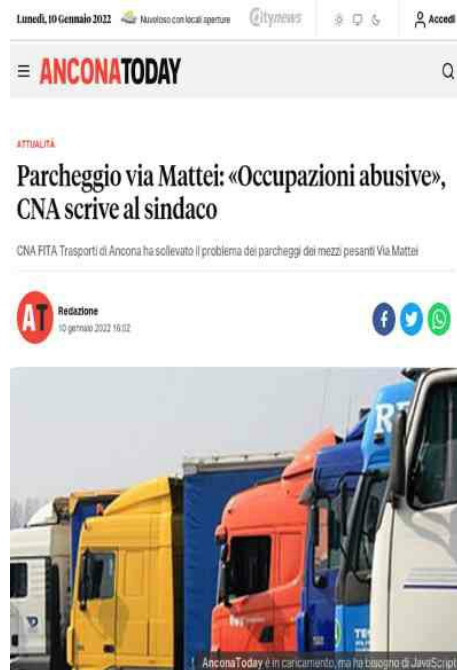 Lunedì, 10 Gennaio 2022 Nuvoloso con locali aperture Citynews Accedi
ANCONATODAY
ATTUALITÀ
Parcheggio via Mattei: «Occupazioni abusive»,
CNA scrive al sindaco
CNA FITA Trasporti di Ancona ha sollevato il problema dei parcheggi dei mezzi pesanti Via Mattei
AT
Redazione
10 gennaio 2022 16:02
AnconaToday è in caricamento, ma ha bisogno di JavaScript